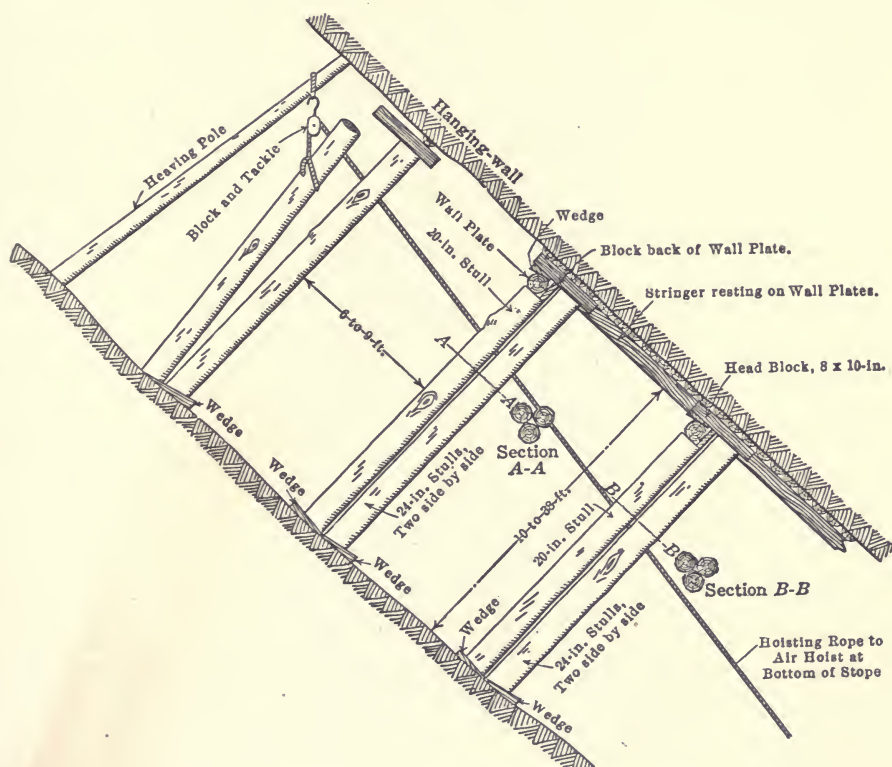 Heaving Pole
Block and Tackle
Hanging-wall
Wall Plate
20-in. Stull
Wedge
Block back of Wall Plate.
Stringer resting on Wall Plates.
Head Block, 8 x 10-in.
6-to-9-ft.
A
A
Section
A-A
Wedge
Wedge
24-in. Stulls,
Two side by side
10-to-38-ft.
20-in. Stull
B
B
Section B-B
Wedge
Wedge
24-in. Stulls,
Two side by side
Wedge
Hoisting Rope to
Air Hoist at
Bottom of Stope